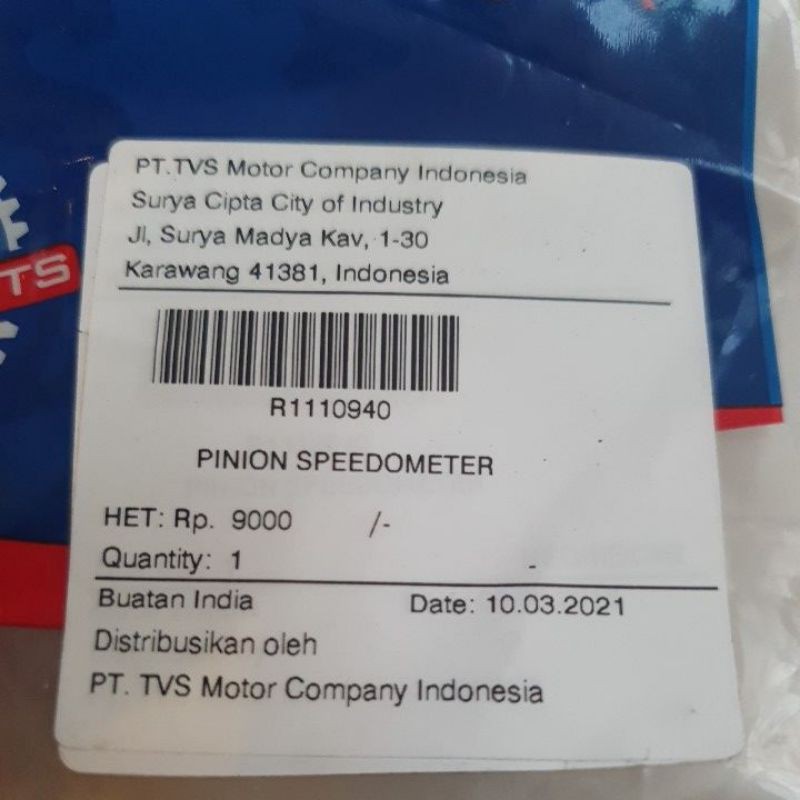 PT.TVS Motor Company Indonesia
Surya Cipta City of Industry
Jl, Surya Madya Kav, 1-30
Karawang 41381, Indonesia
TS
R1110940
PINION SPEEDOMETER
HET: Rp. 9000 /-
Quantity: 1 -
Buatan India Date: 10.03.2021
Distribusikan oleh
PT. TVS Motor Company Indonesia